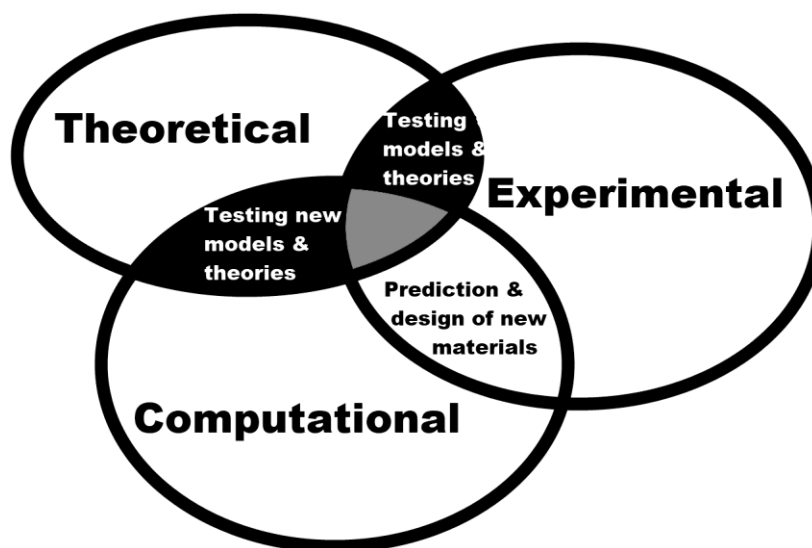 Theoretical
Testing
models &
theories
Experimental
Testing new
models &
theories
Prediction &
design of new
materials
Computational